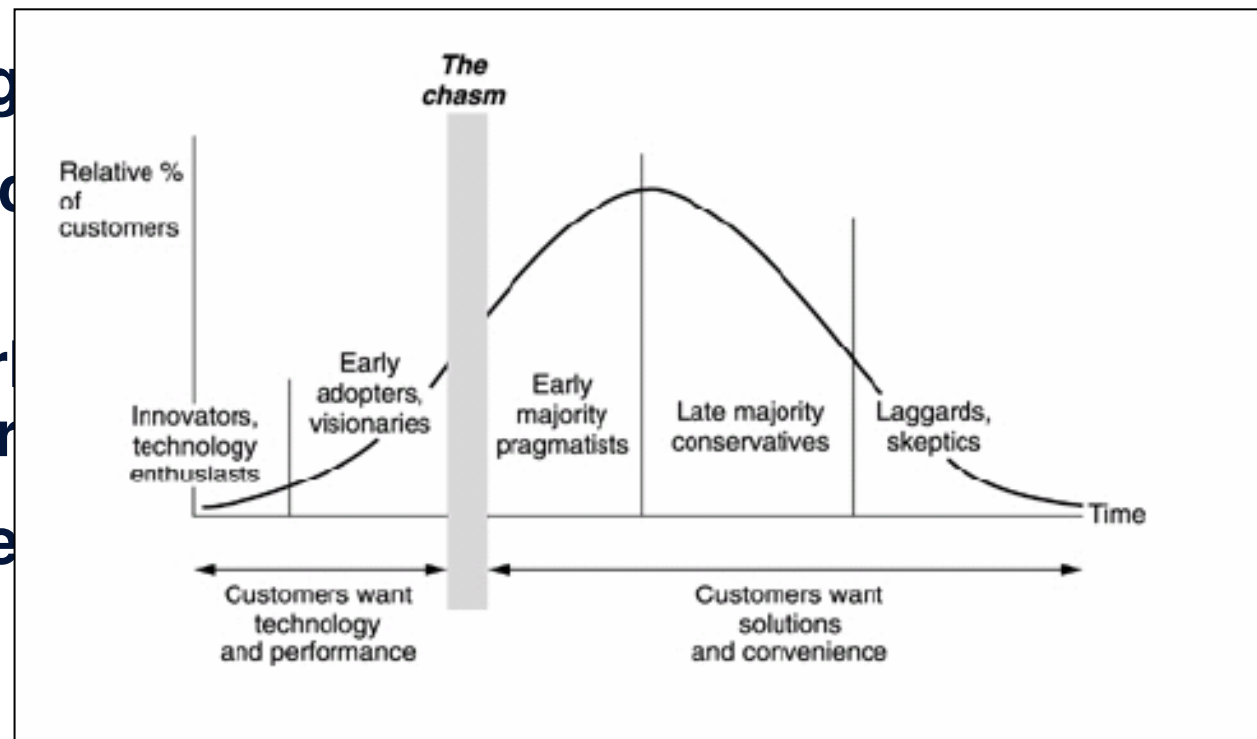 The
chasm
Relative %
of
customers
Innovators,
technology
enthusiasts
Early
adopters,
visionaries
Early
majority
pragmatists
Late majority
conservatives
Laggards,
skeptics
Time
Customers want
technology
and performance
Customers want
solutions
and convenience